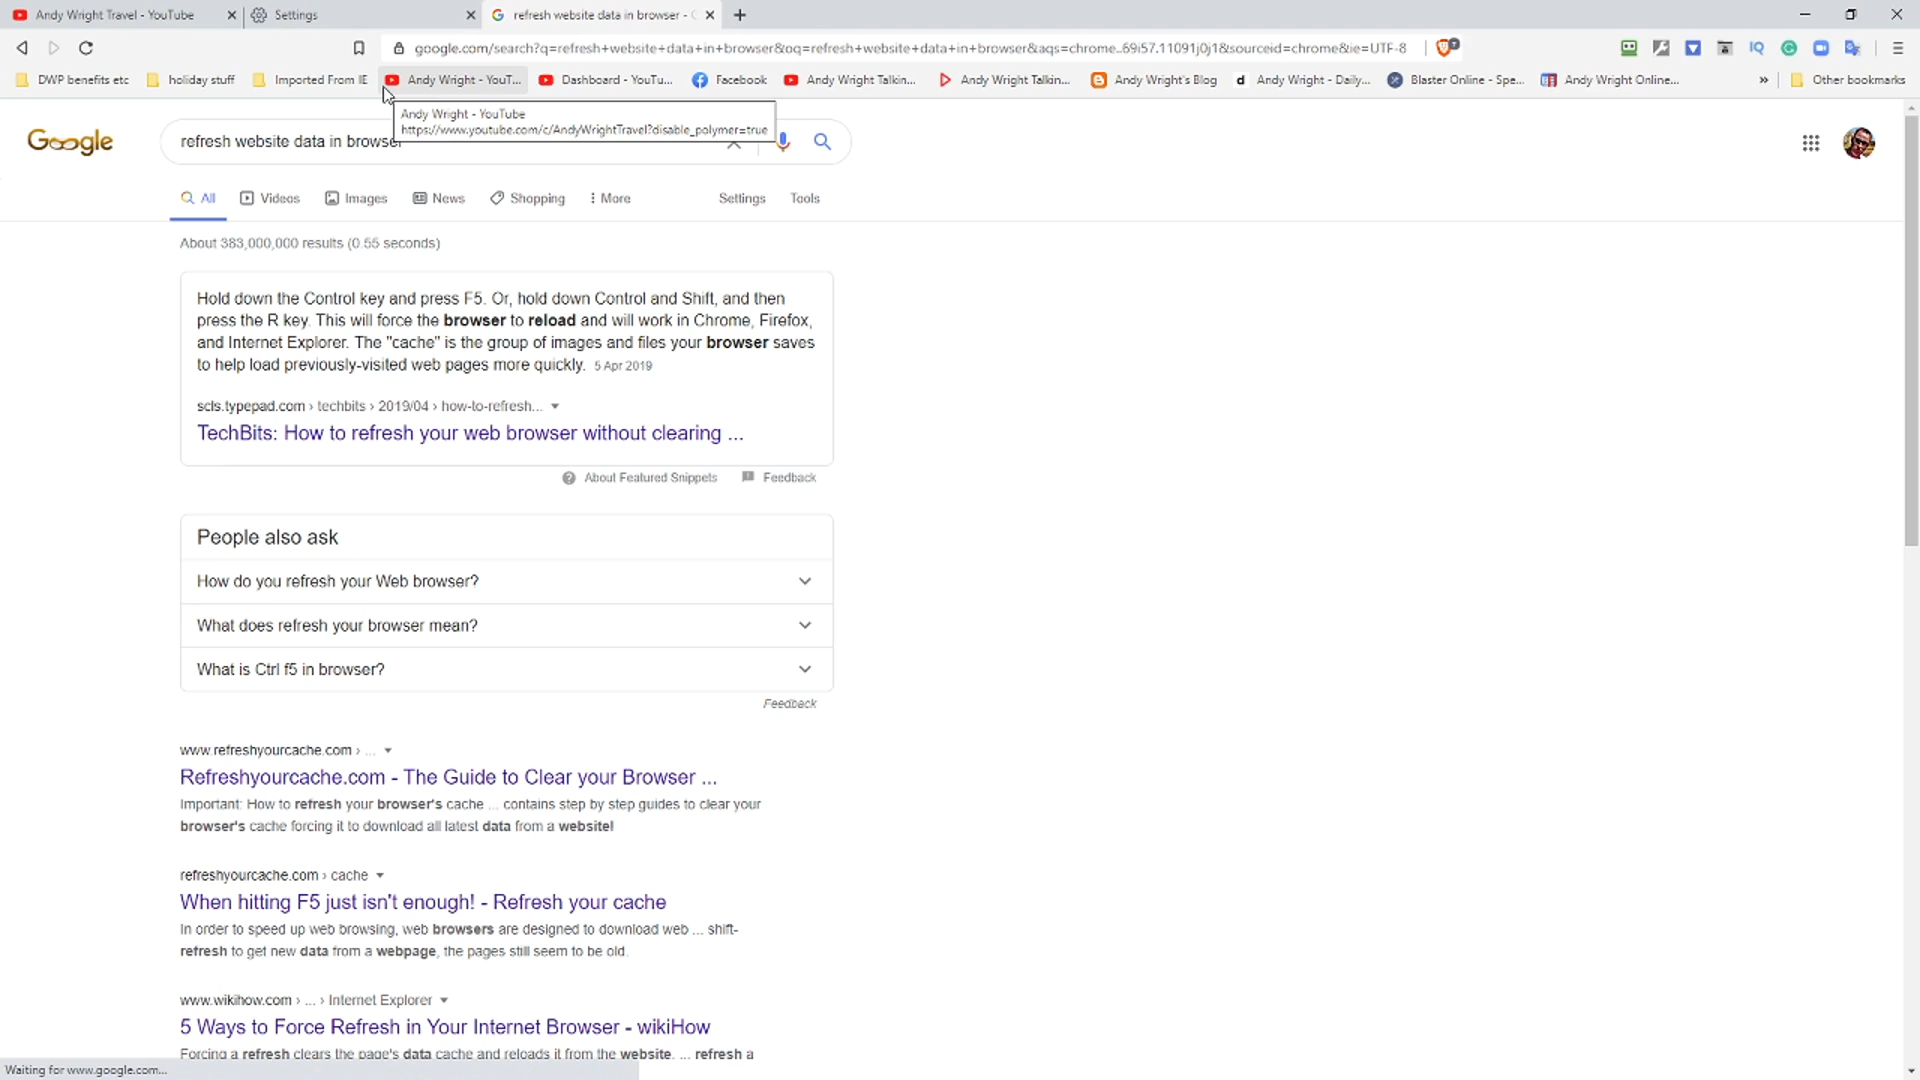 Andy Wright Travel - YouTube
Settings
refresh website data in browser -
google.com/search?q=refresh+website+data+in+browser&oq=refresh+website+data+in+browser&aqs=chrome..69i57.11091j0j1&sourceid=chrome&ie=UTF-8
DWP benefits etc
holiday stuff
Imported From IE
Andy Wright - YouT...
Dashboard - YouTu...
Facebook
Andy Wright Talkin...
Andy Wright Talkin...
Andy Wright's Blog
Andy Wright - Daily...
Blaster Online - Spe...
Andy Wright Online...
»
Other bookmarks
Andy Wright - YouTube
https://www.youtube.com/c/AndyWrightTravel?disable_polymer=true
Google
refresh website data in browser
All
Videos
Images
News
Shopping
More
Settings
Tools
About 383,000,000 results (0.55 seconds)
Hold down the Control key and press F5. Or, hold down Control and Shift, and then
press the R key. This will force the browser to reload and will work in Chrome, Firefox,
and Internet Explorer. The "cache" is the group of images and files your browser saves
to help load previously-visited web pages more quickly. 5 Apr 2019
scls.typepad.com › techbits › 2019/04 › how-to-refresh...
TechBits: How to refresh your web browser without clearing ...
About Featured Snippets
Feedback
People also ask
How do you refresh your Web browser?
What does refresh your browser mean?
What is Ctrl f5 in browser?
Feedback
www.refreshyourcache.com › ...
Refreshyourcache.com - The Guide to Clear your Browser ...
Important: How to refresh your browser's cache ... contains step by step guides to clear your
browser's cache forcing it to download all latest data from a website!
refreshyourcache.com › cache
When hitting F5 just isn't enough! - Refresh your cache
In order to speed up web browsing, web browsers are designed to download web ... shift-
refresh to get new data from a webpage, the pages still seem to be old.
www.wikihow.com › ... › Internet Explorer
5 Ways to Force Refresh in Your Internet Browser - wikiHow
Forcing a refresh clears the page's data cache and reloads it from the website. ... refresh a
Waiting for www.google.com...